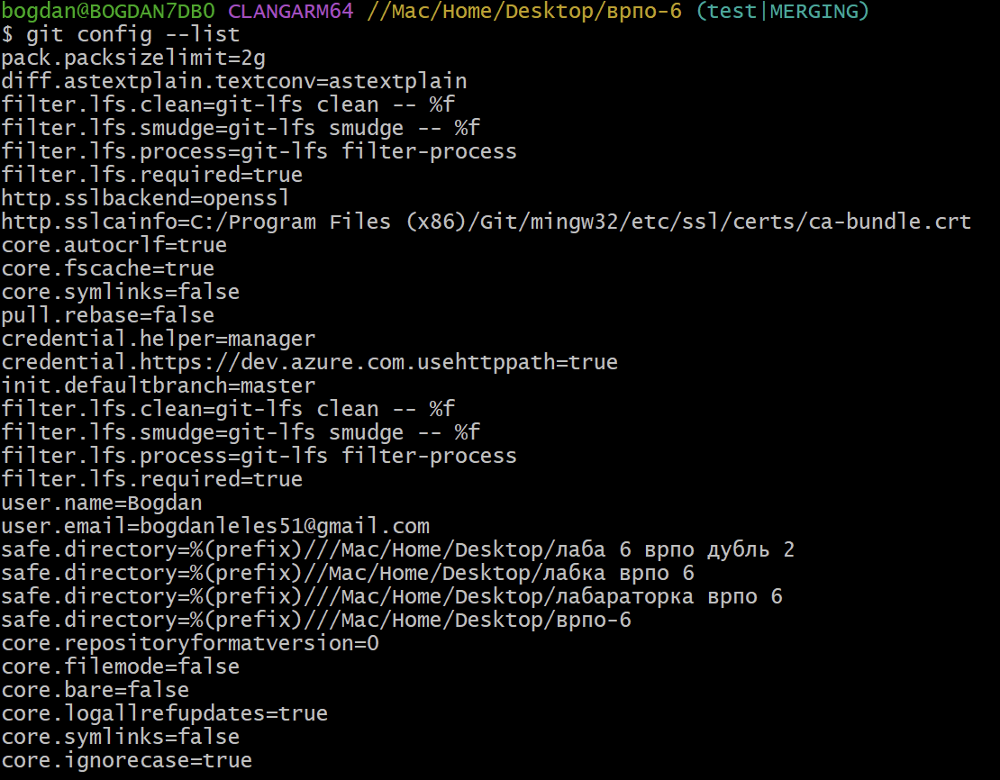 bogdan@BOGDAN7DB0 CLANGARM64 //Mac/Home/Desktop/врпо-6 (test|MERGING)
$ git config --list
pack.packsizelimit=2g
diff.astextplain.textconv=astextplain
filter.lfs.clean=git-lfs clean -- %f
filter.lfs.smudge=git-lfs smudge -- %f
filter.lfs.process=git-lfs filter-process
filter.lfs.required=true
http.sslbackend=openssl
http.sslcainfo=C:/Program Files (x86)/Git/mingw32/etc/ssl/certs/ca-bundle.crt
core.autocrlf=true
core.fscache=true
core.symlinks=false
pull.rebase=false
credential.helper=manager
credential.https://dev.azure.com.usehttppath=true
init.defaultbranch=master
filter.lfs.clean=git-lfs clean -- %f
filter.lfs.smudge=git-lfs smudge -- %f
filter.lfs.process=git-lfs filter-process
filter.lfs.required=true
user.name=Bogdan
user.email=bogdanleles51@gmail.com
safe.directory=%(prefix)///Mac/Home/Desktop/лаба 6 врпо дубль 2
safe.directory=%(prefix)//Mac/Home/Desktop/лабка врпо 6
safe.directory=%(prefix)///Mac/Home/Desktop/лабараторка врпо 6
safe.directory=%(prefix)///Mac/Home/Desktop/врпо-6
core.repositoryformatversion=0
core.filemode=false
core.bare=false
core.logallrefupdates=true
core.symlinks=false
core.ignorecase=true